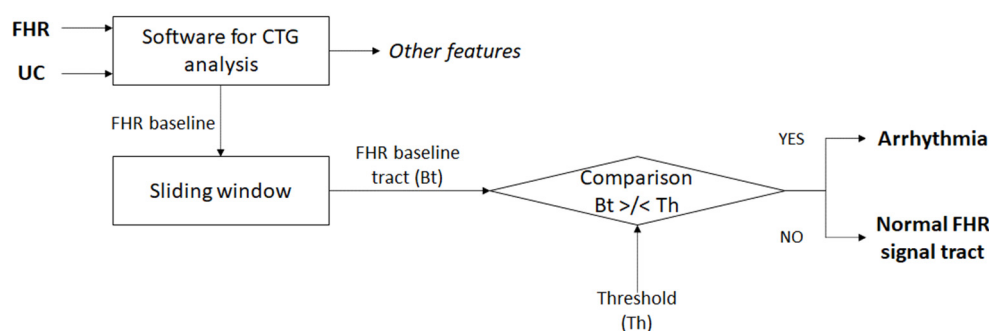 FHR
UC
Software for CTG
analysis
Other features
FHR baseline
Sliding window
FHR baseline
tract (Bt)
Comparison
Bt >/< Th
YES
Arrhythmia
NO
Normal FHR
signal tract
Threshold
(Th)